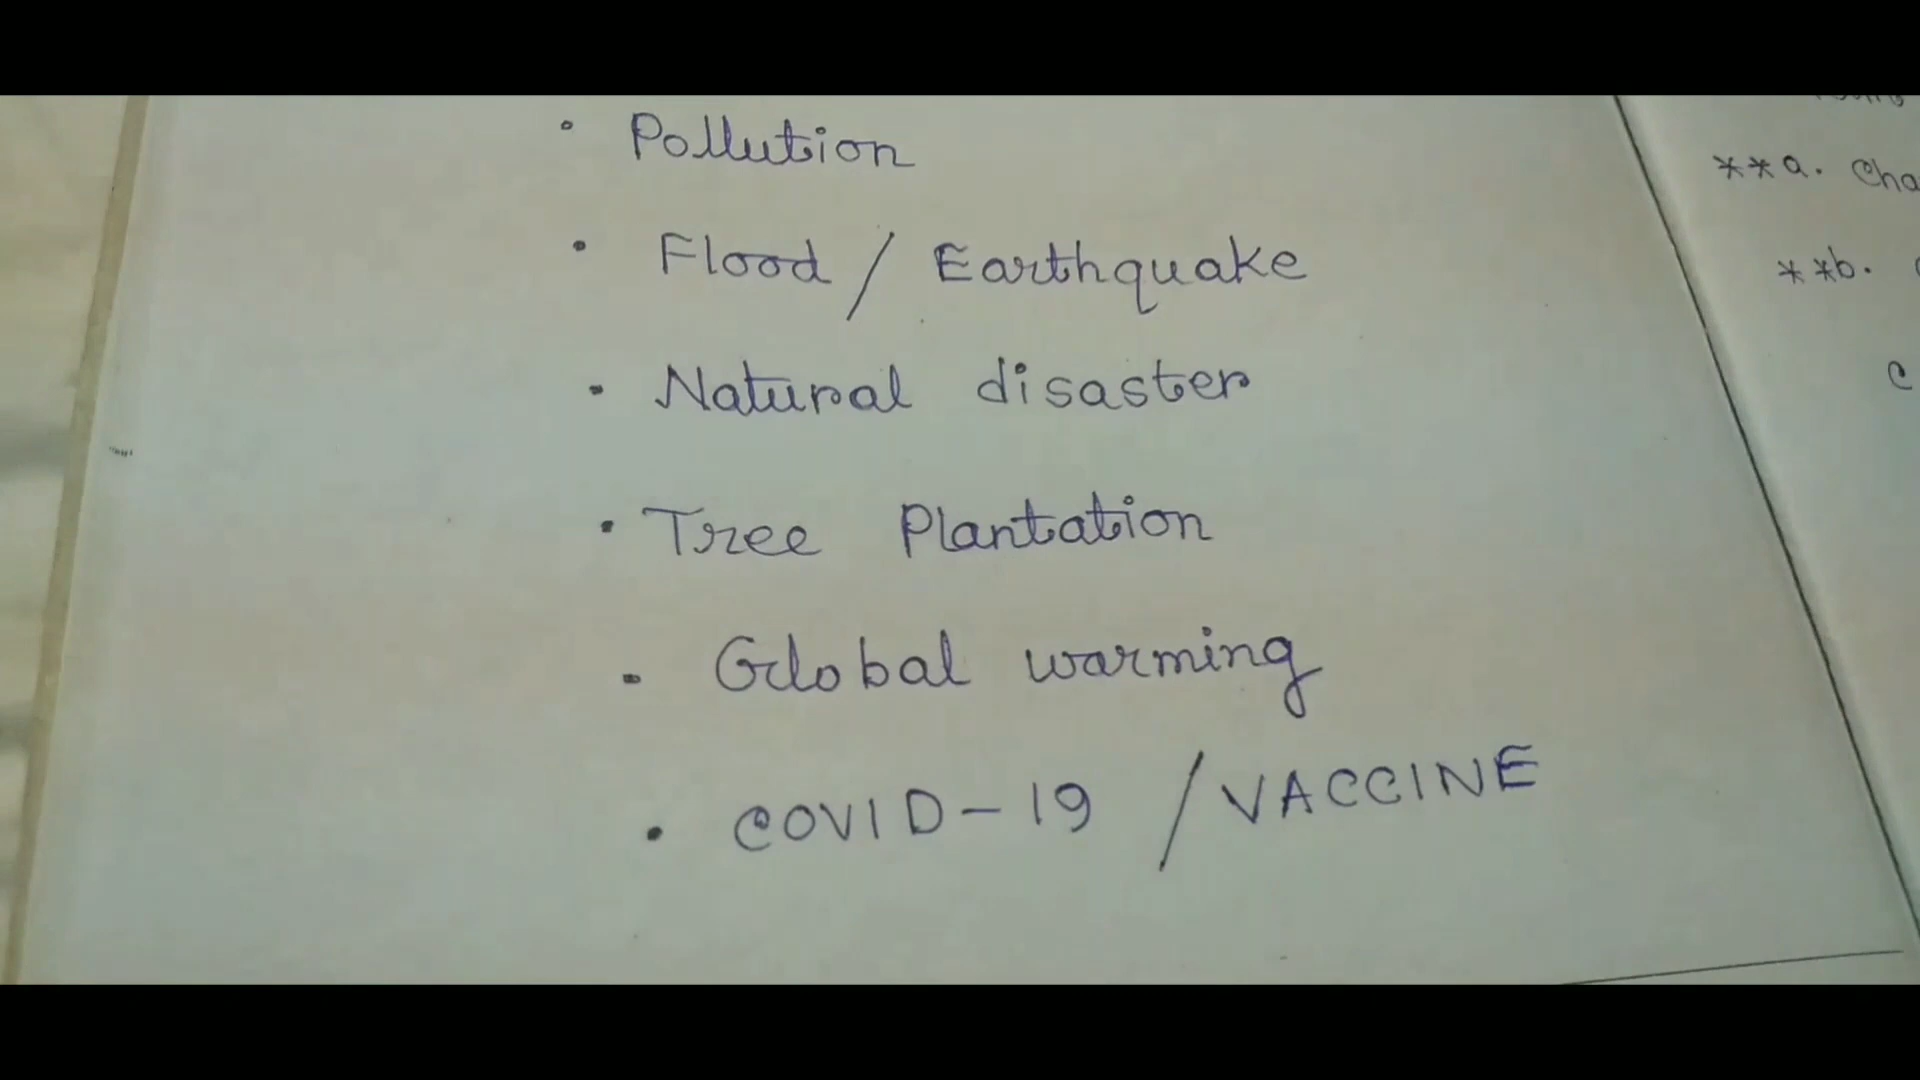 • Pollution
• Flood / Earthquake
• Natural disaster
• Tree Plantation
• Global warming
• COVID-19 / VACCINE
**a.
**b.